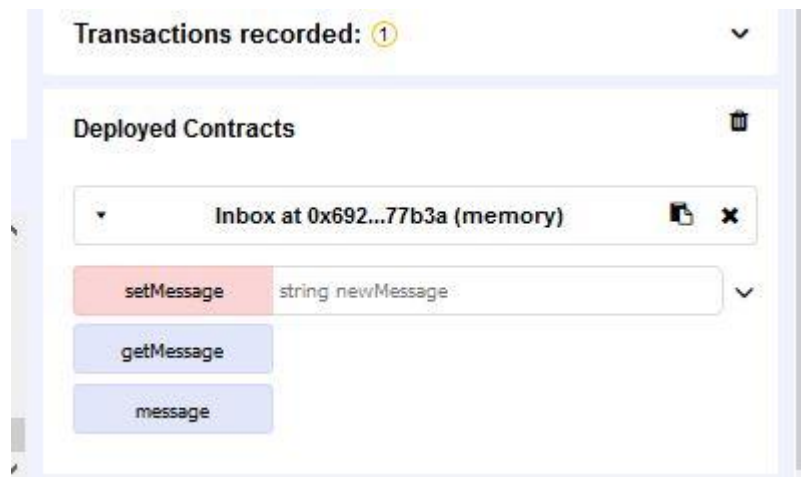 Transactions recorded: 1
Deployed Contracts
Inbox at 0x692...77b3a (memory)
setMessage string newMessage
getMessage
message